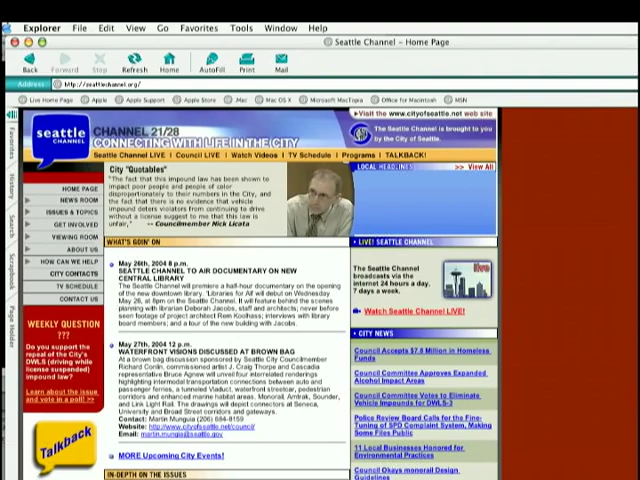 Explorer File Edit View Go Favorites Tools Window Help
Seattle Channel – Home Page
Back Forward Stop Refresh Home AutoFill Print Mail
Address http://seattlechannel.org/
Live Home Page Apple Apple Support Apple Store .Mac Mac OS X Microsoft MacTopia Office for Macintosh MSN
Favorites
History
Search
Scrapbook
Page Holder
seattle
CHANNEL
CHANNEL 21/28
CONNECTING WITH LIFE IN THE CITY
Visit the www.cityofseattle.net web site
The Seattle Channel is brought to you
by the City of Seattle.
Seattle Channel LIVE | Council LIVE | Watch Videos | TV Schedule | Programs | TALKBACK!
HOME PAGE
NEWS ROOM
ISSUES & TOPICS
GET INVOLVED
VIEWING ROOM
ABOUT US
HOW CAN WE HELP
CITY CONTACTS
TV SCHEDULE
CONTACT US
WEEKLY QUESTION
???
Do you support the
repeal of the City's
DWLS (driving while
license suspended)
impound law?
Learn about the issue
and vote in a poll! >>
Talkback
City "Quotables"
"The fact that this impound law has been shown to
impact poor people and people of color
disproportionately to their numbers in the City, and
the fact that there is no evidence that vehicle
impound deters violators from continuing to drive
without a license suggest to me that this law is
unfair," -- Councilmember Nick Licata
WHAT'S GOIN' ON
May 26th, 2004 8 p.m.
SEATTLE CHANNEL TO AIR DOCUMENTARY ON NEW
CENTRAL LIBRARY
The Seattle Channel will premiere a half-hour documentary on the opening
of the new downtown library. 'Libraries for All' will debut on Wednesday
May 26, at 8pm on the Seattle Channel. It will feature behind the scenes
planning with librarian Deborah Jacobs, staff and architects; never before
seen footage of project architect Rem Koolhass; interviews with library
board members; and a tour of the new building with Jacobs.
May 27th, 2004 12 p.m.
WATERFRONT VISIONS DISCUSSED AT BROWN BAG
At a brown bag discussion sponsored by Seattle City Councilmember
Richard Conlin, commissioned artist J. Craig Thorpe and Cascadia
representative Bruce Agnew will unveil four interrelated renderings
highlighting intermodal transportation connections between auto and
passenger ferries, a tunneled Viaduct, waterfront streetcar, pedestrian
corridors and enhanced marine habitat areas. Monorail, Amtrak, Sounder,
and Link Light Rail. The drawings will depict connectors at Seneca,
University and Broad Street corridors and gateways.
Contact: Martin Munguia (206) 684-8159
Website: http://www.cityofseattle.net/council/
Email: martin.munguia@seattle.gov
MORE Upcoming City Events!
IN-DEPTH ON THE ISSUES
LOCAL HEADLINES >> View All
LIVE! SEATTLE CHANNEL
The Seattle Channel
broadcasts via the
internet 24 hours a day,
7 days a week.
live
Watch Seattle Channel LIVE!
CITY NEWS
Council Accepts $7.8 Million in Homeless
Funds
Council Committee Approves Expanded
Alcohol Impact Areas
Council Committee Votes to Eliminate
Vehicle Impounds for DWLS-3
Police Review Board Calls for the Fine-
Tuning of SPD Complaint System, Making
Some Files Public
11 Local Businesses Honored for
Environmental Practices
Council Okays monorail Design
Guidelines